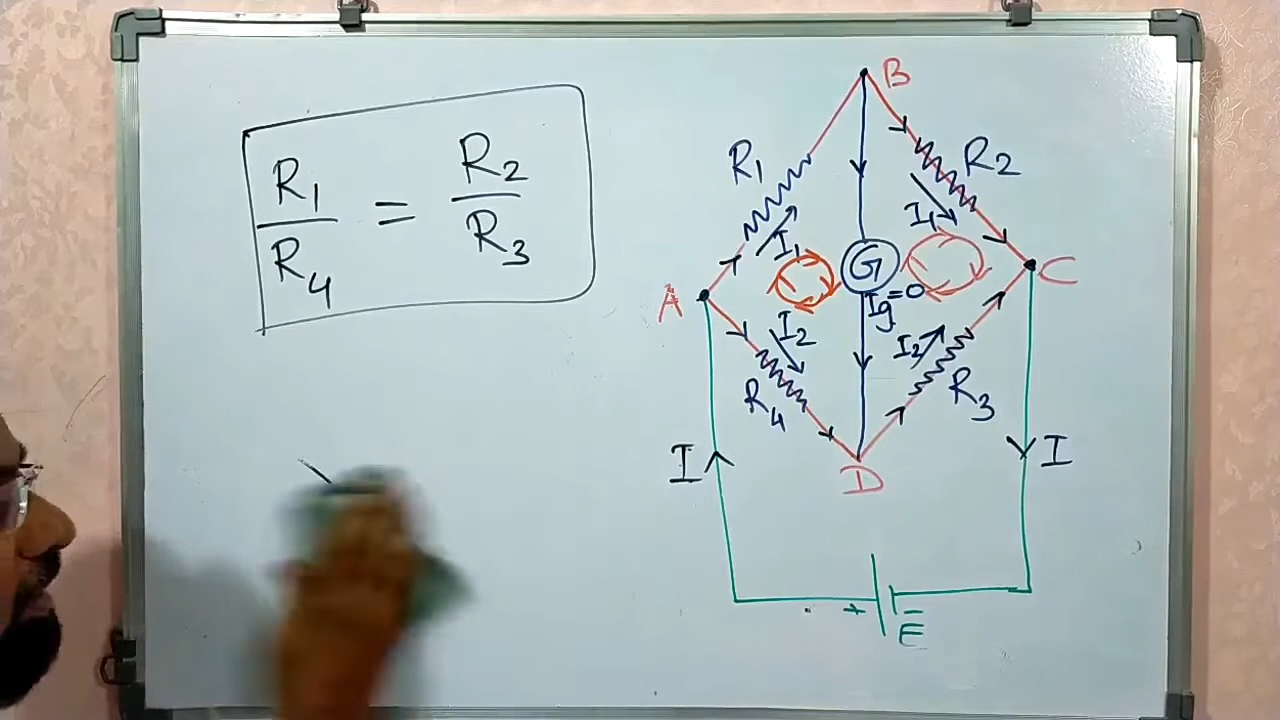 R1/R4 = R2/R3
B
R1
R2
I1
I1
G
A
C
Ig=0
I2
I2
R4
R3
I
I
D
+ -
E